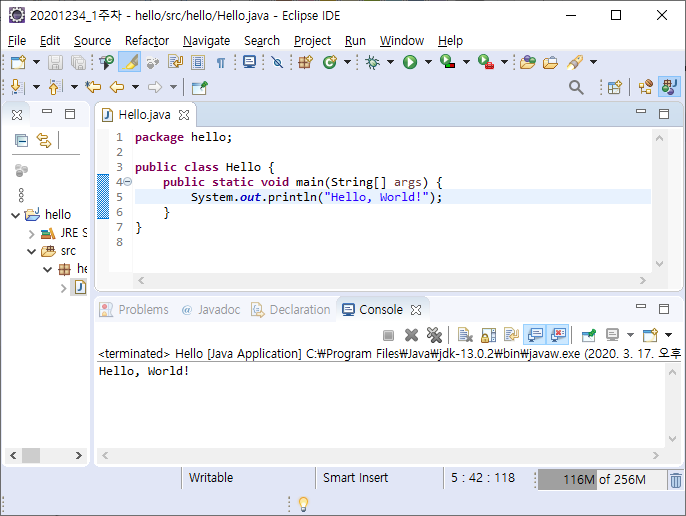 20201234_1주차 - hello/src/hello/Hello.java - Eclipse IDE
File Edit Source Refactor Navigate Search Project Run Window Help
Hello.java
1 package hello;
2
3 public class Hello {
4 public static void main(String[] args) {
5 System.out.println("Hello, World!");
6 }
7 }
8
hello
JRE S
src
he
Problems @ Javadoc Declaration Console
<terminated> Hello [Java Application] C:₩Program Files₩Java₩jdk-13.0.2₩bin₩javaw.exe (2020. 3. 17. 오후
Hello, World!
Writable Smart Insert 5 : 42 : 118 116M of 256M